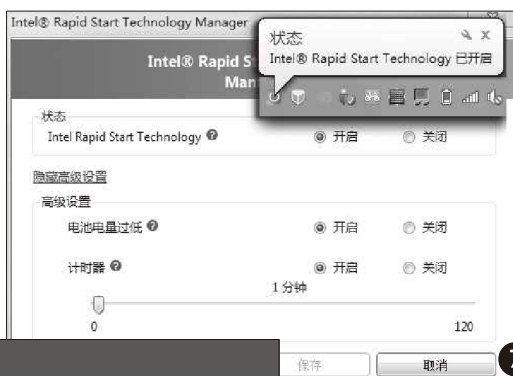 Intel® Rapid Start Technology Manager
状态
Intel® Rapid Start Technology 已开启
Intel® Rapid S
Man
状态
Intel Rapid Start Technology
开启
关闭
隐藏高级设置
高级设置
电池电量过低
开启
关闭
计时器
开启
关闭
1 分钟
0
120
保存
取消